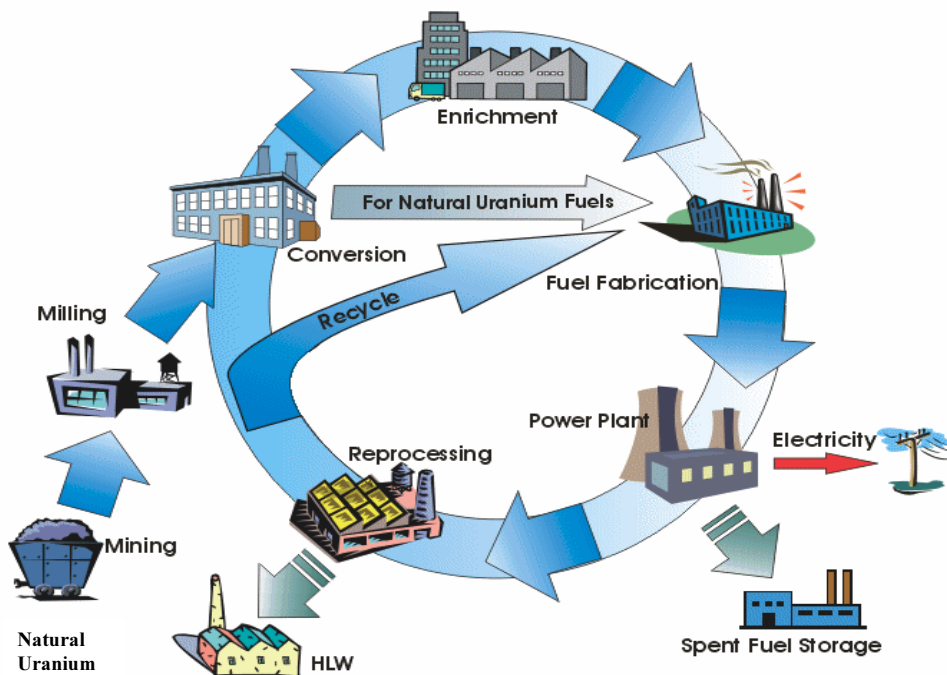 Enrichment
For Natural Uranium Fuels
Conversion
Fuel Fabrication
Recycle
Milling
Power Plant
Electricity
Reprocessing
Mining
Natural
Uranium
HLW
Spent Fuel Storage